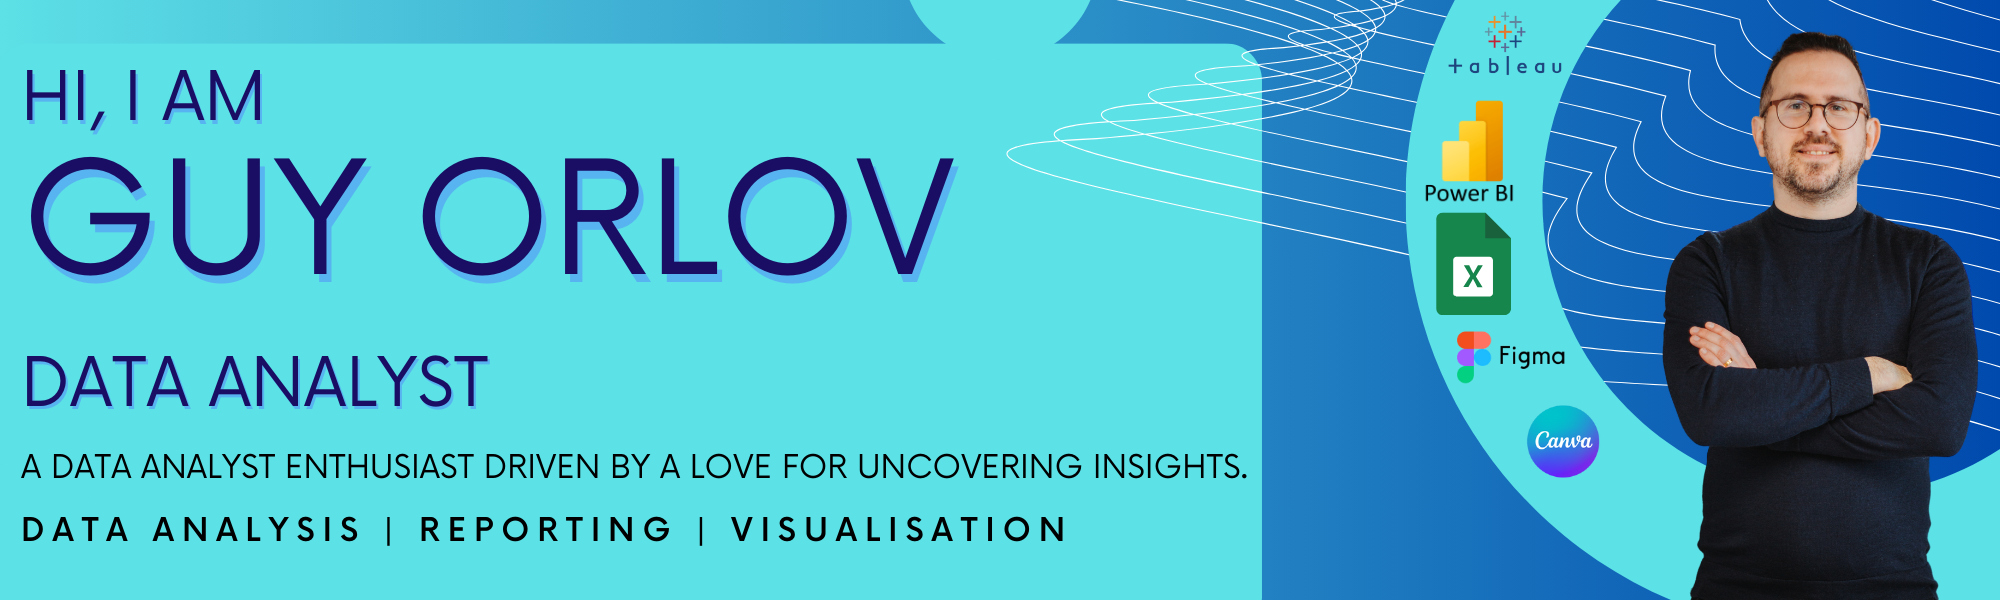 HI, I AM
GUY ORLOV
DATA ANALYST
A DATA ANALYST ENTHUSIAST DRIVEN BY A LOVE FOR UNCOVERING INSIGHTS.
DATA ANALYSIS | REPORTING | VISUALISATION
+ableau
Power BI
X
Figma
Canva